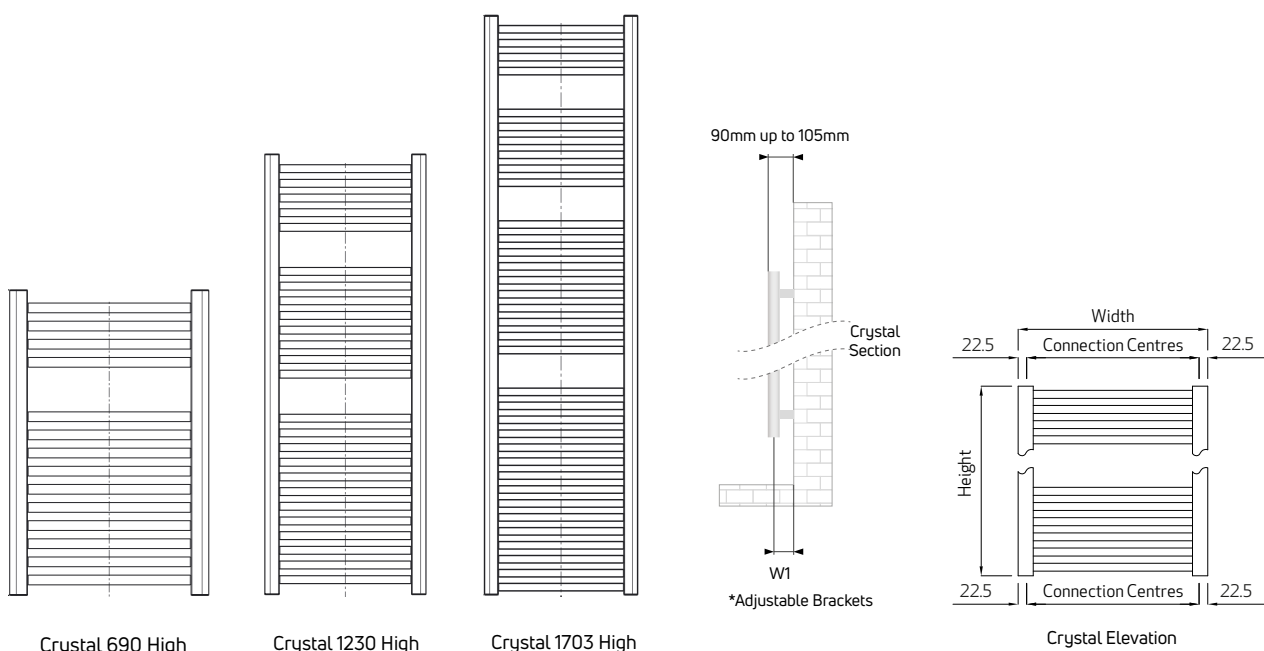 90mm up to 105mm
Crystal
Section
W1
*Adjustable Brackets
Width
22.5
Connection Centres
22.5
Height
22.5
Connection Centres
22.5
Crystal 690 High
Crystal 1230 High
Crystal 1703 High
Crystal Elevation